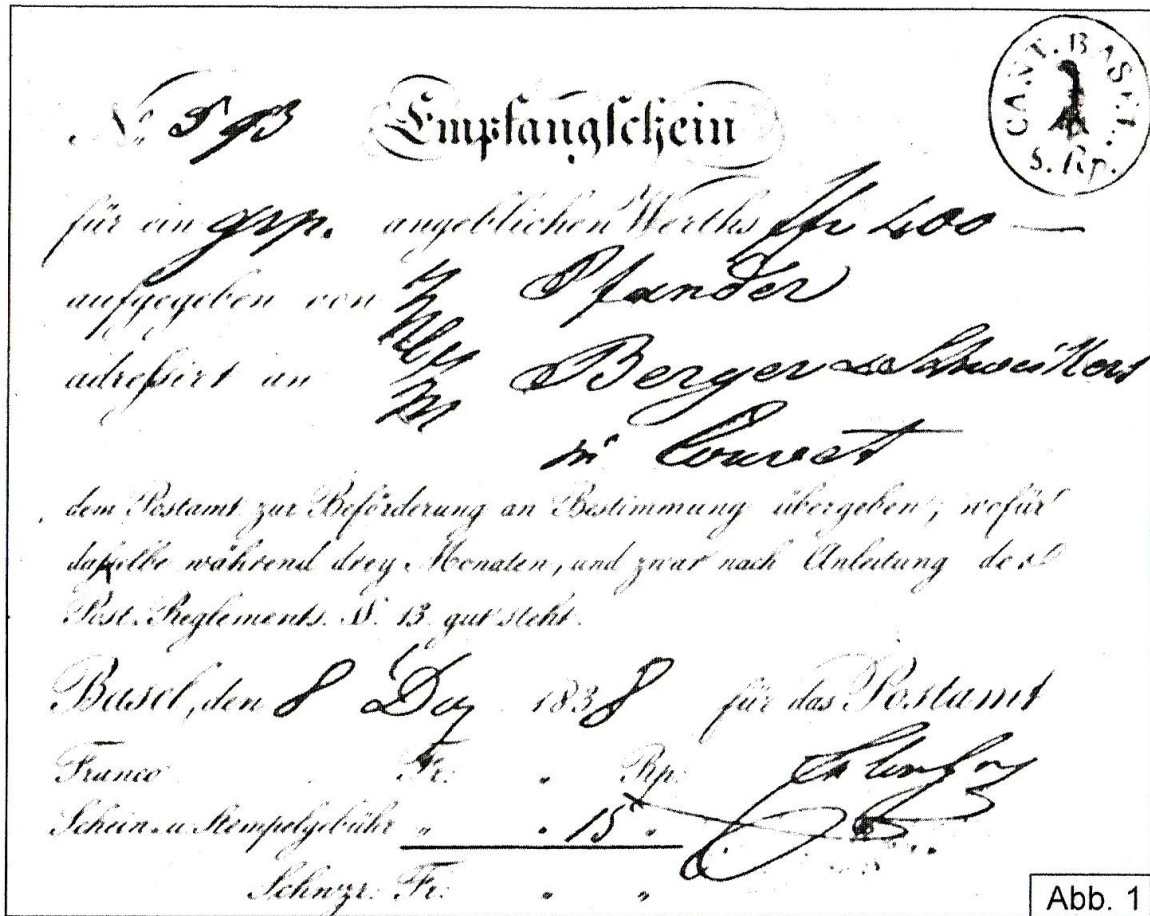 CANT. BASEL.
5. Rp.
No. 593 Empfangschein
für ein grp. angeblichen Werths ffr 400 —
aufgegeben von Pfander
adressirt an Berger &
in Couvet
dem Postamt zur Beförderung an Bestimmung übergeben; wofür
dasselbe während drey Monaten, und zwar nach Anleitung des
Post-Reglements. §. 13. gut steht.
Basel, den 8 Dez 1838 für das Postamt
Franco Fr. " Rp.
Schein- u. Stempelgebühr " " 15 "
Schwzr. Fr. " "
Abb. 1